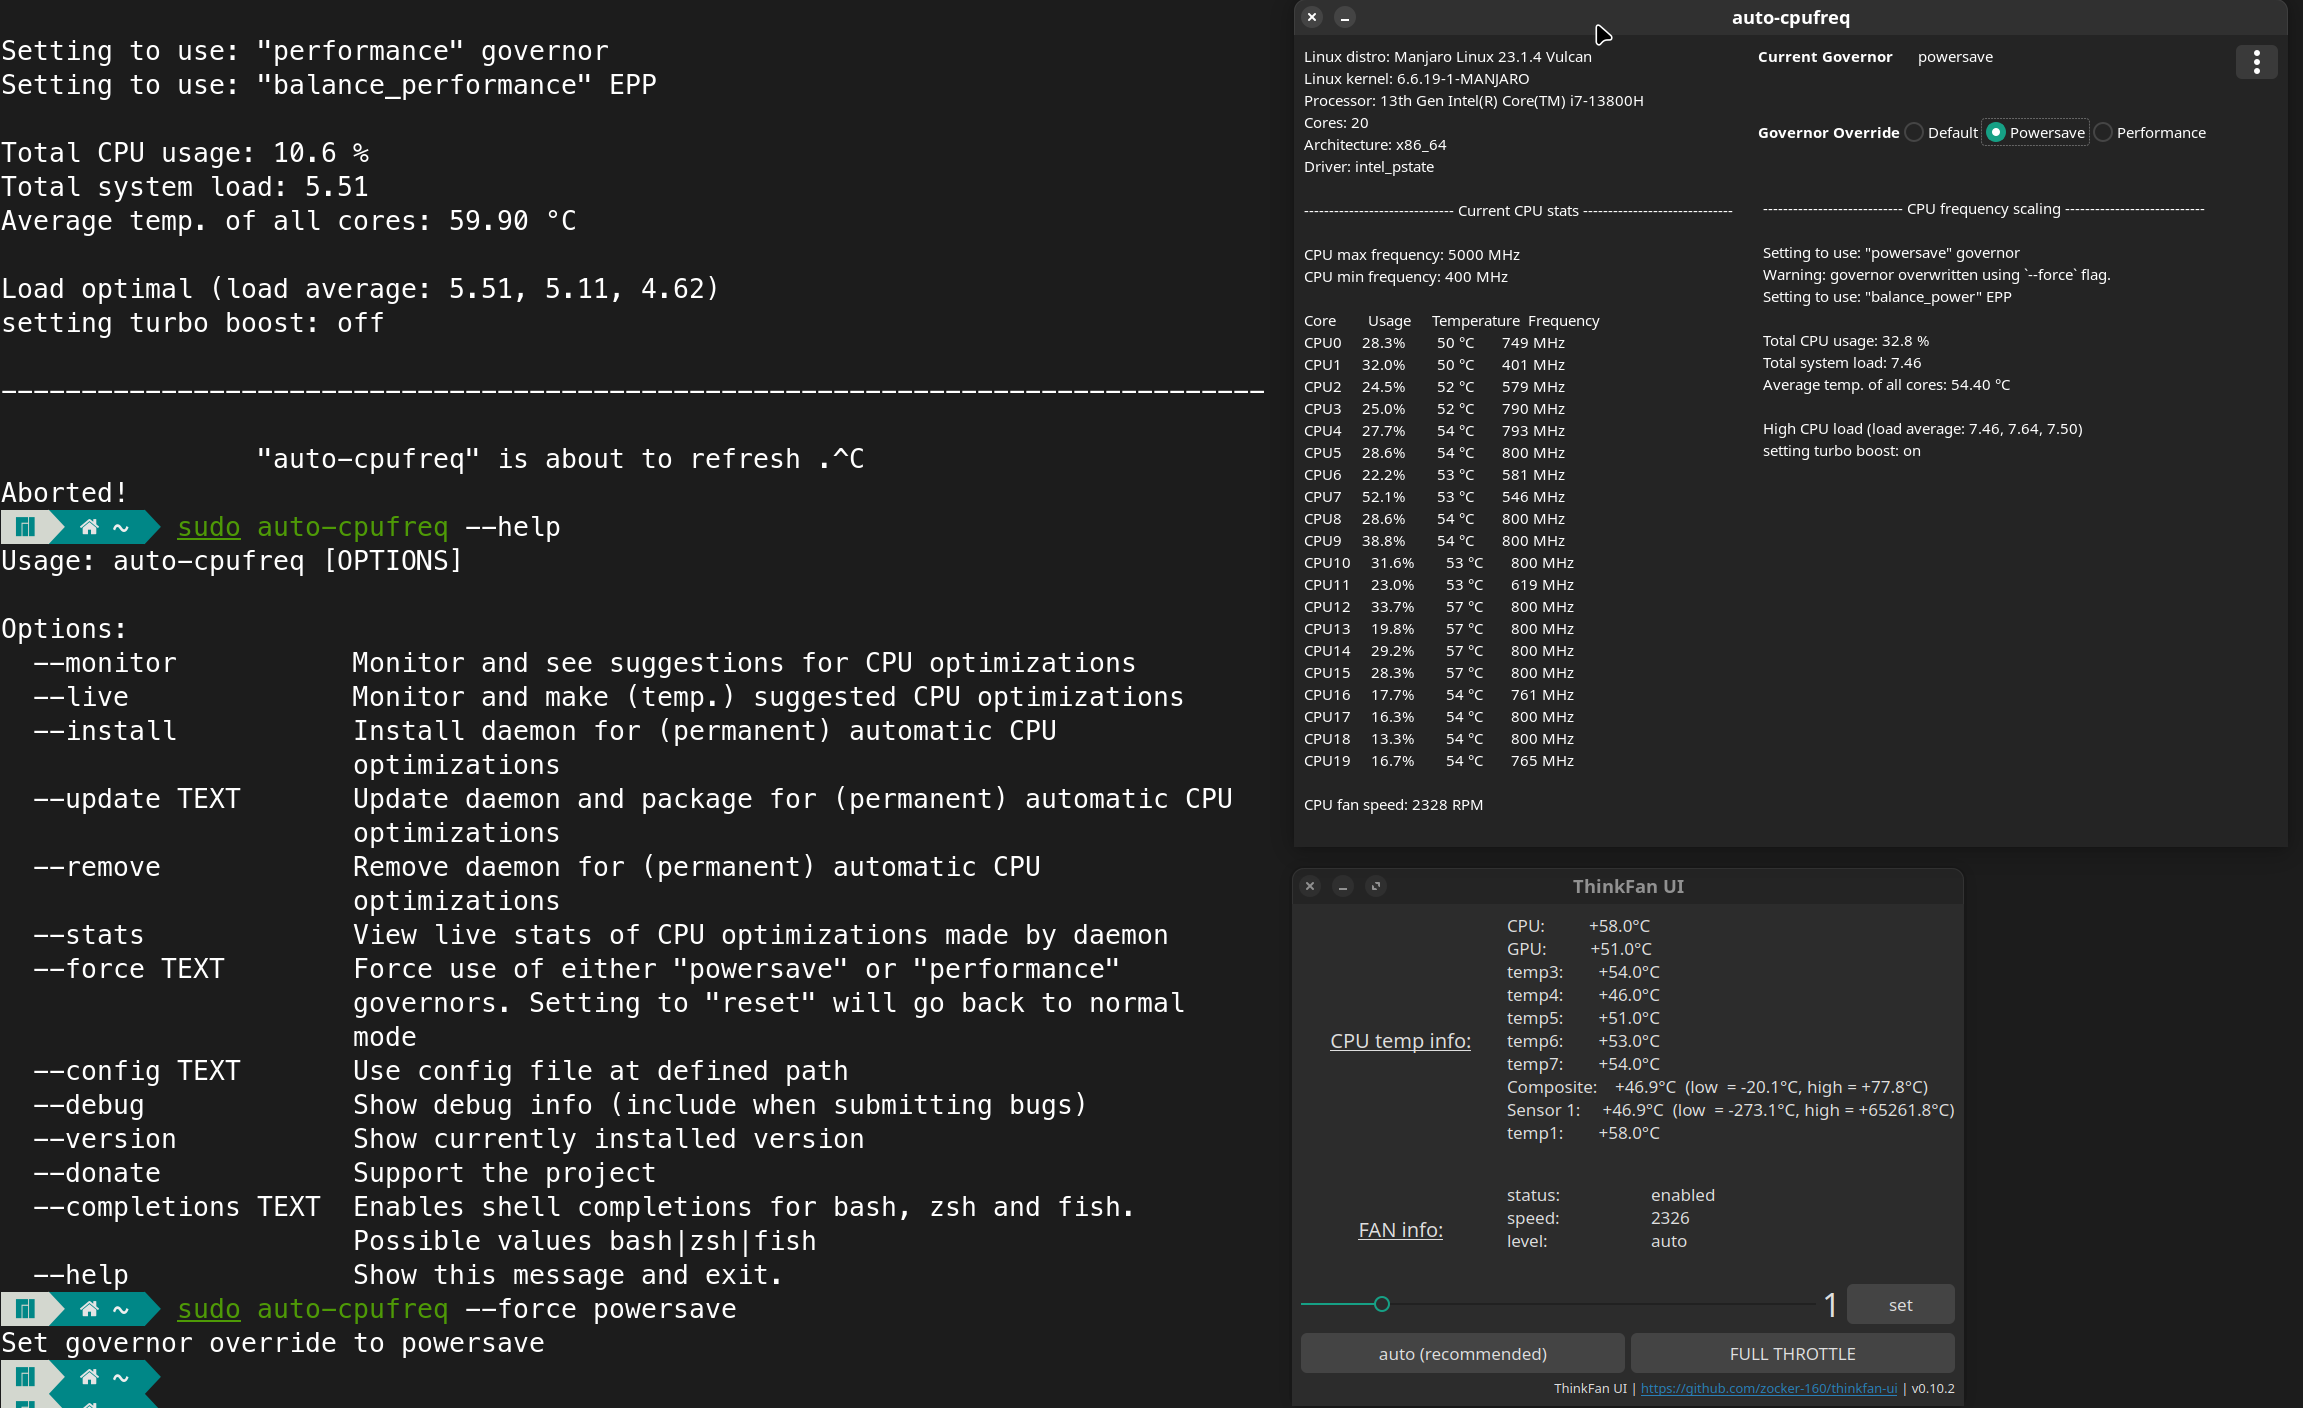 Setting to use: "performance" governor
Setting to use: "balance_performance" EPP
Total CPU usage: 10.6 %
Total system load: 5.51
Average temp. of all cores: 59.90 °C
Load optimal (load average: 5.51, 5.11, 4.62)
setting turbo boost: off
-------------------------------------------------------------------------------
"auto-cpufreq" is about to refresh .^C
Aborted!
~ sudo auto-cpufreq --help
Usage: auto-cpufreq [OPTIONS]
Options:
--monitor Monitor and see suggestions for CPU optimizations
--live Monitor and make (temp.) suggested CPU optimizations
--install Install daemon for (permanent) automatic CPU
optimizations
--update TEXT Update daemon and package for (permanent) automatic CPU
optimizations
--remove Remove daemon for (permanent) automatic CPU
optimizations
--stats View live stats of CPU optimizations made by daemon
--force TEXT Force use of either "powersave" or "performance"
governors. Setting to "reset" will go back to normal
mode
--config TEXT Use config file at defined path
--debug Show debug info (include when submitting bugs)
--version Show currently installed version
--donate Support the project
--completions TEXT Enables shell completions for bash, zsh and fish.
Possible values bash|zsh|fish
--help Show this message and exit.
~ sudo auto-cpufreq --force powersave
Set governor override to powersave
~
auto-cpufreq
Linux distro: Manjaro Linux 23.1.4 Vulcan
Linux kernel: 6.6.19-1-MANJARO
Processor: 13th Gen Intel(R) Core(TM) i7-13800H
Cores: 20
Architecture: x86_64
Driver: intel_pstate
------------------------------ Current CPU stats ------------------------------
CPU max frequency: 5000 MHz
CPU min frequency: 400 MHz
Core Usage Temperature Frequency
CPU0 28.3% 50 °C 749 MHz
CPU1 32.0% 50 °C 401 MHz
CPU2 24.5% 52 °C 579 MHz
CPU3 25.0% 52 °C 790 MHz
CPU4 27.7% 54 °C 793 MHz
CPU5 28.6% 54 °C 800 MHz
CPU6 22.2% 53 °C 581 MHz
CPU7 52.1% 53 °C 546 MHz
CPU8 28.6% 54 °C 800 MHz
CPU9 38.8% 54 °C 800 MHz
CPU10 31.6% 53 °C 800 MHz
CPU11 23.0% 53 °C 619 MHz
CPU12 33.7% 57 °C 800 MHz
CPU13 19.8% 57 °C 800 MHz
CPU14 29.2% 57 °C 800 MHz
CPU15 28.3% 57 °C 800 MHz
CPU16 17.7% 54 °C 761 MHz
CPU17 16.3% 54 °C 800 MHz
CPU18 13.3% 54 °C 800 MHz
CPU19 16.7% 54 °C 765 MHz
CPU fan speed: 2328 RPM
Current Governor powersave
Governor Override Default Powersave Performance
---------------------------- CPU frequency scaling ----------------------------
Setting to use: "powersave" governor
Warning: governor overwritten using `--force` flag.
Setting to use: "balance_power" EPP
Total CPU usage: 32.8 %
Total system load: 7.46
Average temp. of all cores: 54.40 °C
High CPU load (load average: 7.46, 7.64, 7.50)
setting turbo boost: on
ThinkFan UI
CPU temp info:
CPU: +58.0°C
GPU: +51.0°C
temp3: +54.0°C
temp4: +46.0°C
temp5: +51.0°C
temp6: +53.0°C
temp7: +54.0°C
Composite: +46.9°C (low = -20.1°C, high = +77.8°C)
Sensor 1: +46.9°C (low = -273.1°C, high = +65261.8°C)
temp1: +58.0°C
FAN info:
status: enabled
speed: 2326
level: auto
1 set
auto (recommended) FULL THROTTLE
ThinkFan UI | https://github.com/zocker-160/thinkfan-ui | v0.10.2